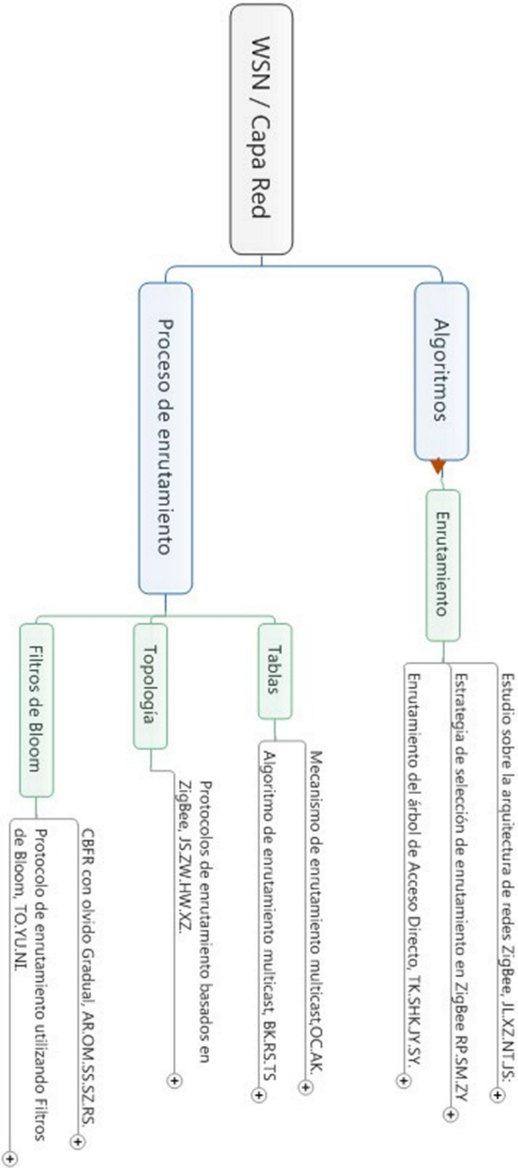 WSN / Capa Red
Algoritmos
Enrutamiento
Estudio sobre la arquitectura de redes ZigBee, JL.XZ.NT.JS:
Estrategia de selección de enrutamiento en ZigBee RP.SM.ZY
Enrutamiento del árbol de Acceso Directo, TK.SHK.JY.SY.
Proceso de enrutamiento
Tablas
Mecanismo de enrutamiento multicast,OC.AK.
Algoritmo de enrutamiento multicast, BK.RS.TS
Topología
Protocolos de enrutamiento basados en
ZigBee, JS.ZW.HW.XZ.
Filtros de Bloom
CBFR con olvido Gradual, AR.OM.SS.SZ.RS.
Protocolo de enrutamiento utilizando Filtros
de Bloom, TO.YU.NI.